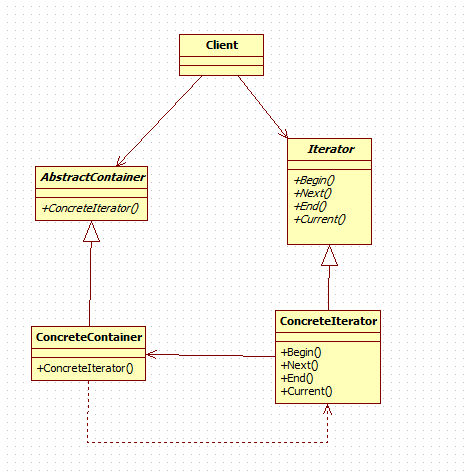 Client
AbstractContainer
+ConcreteIterator()
Iterator
+Begin()
+Next()
+End()
+Current()
ConcreteContainer
+ConcreteIterator()
ConcreteIterator
+Begin()
+Next()
+End()
+Current()